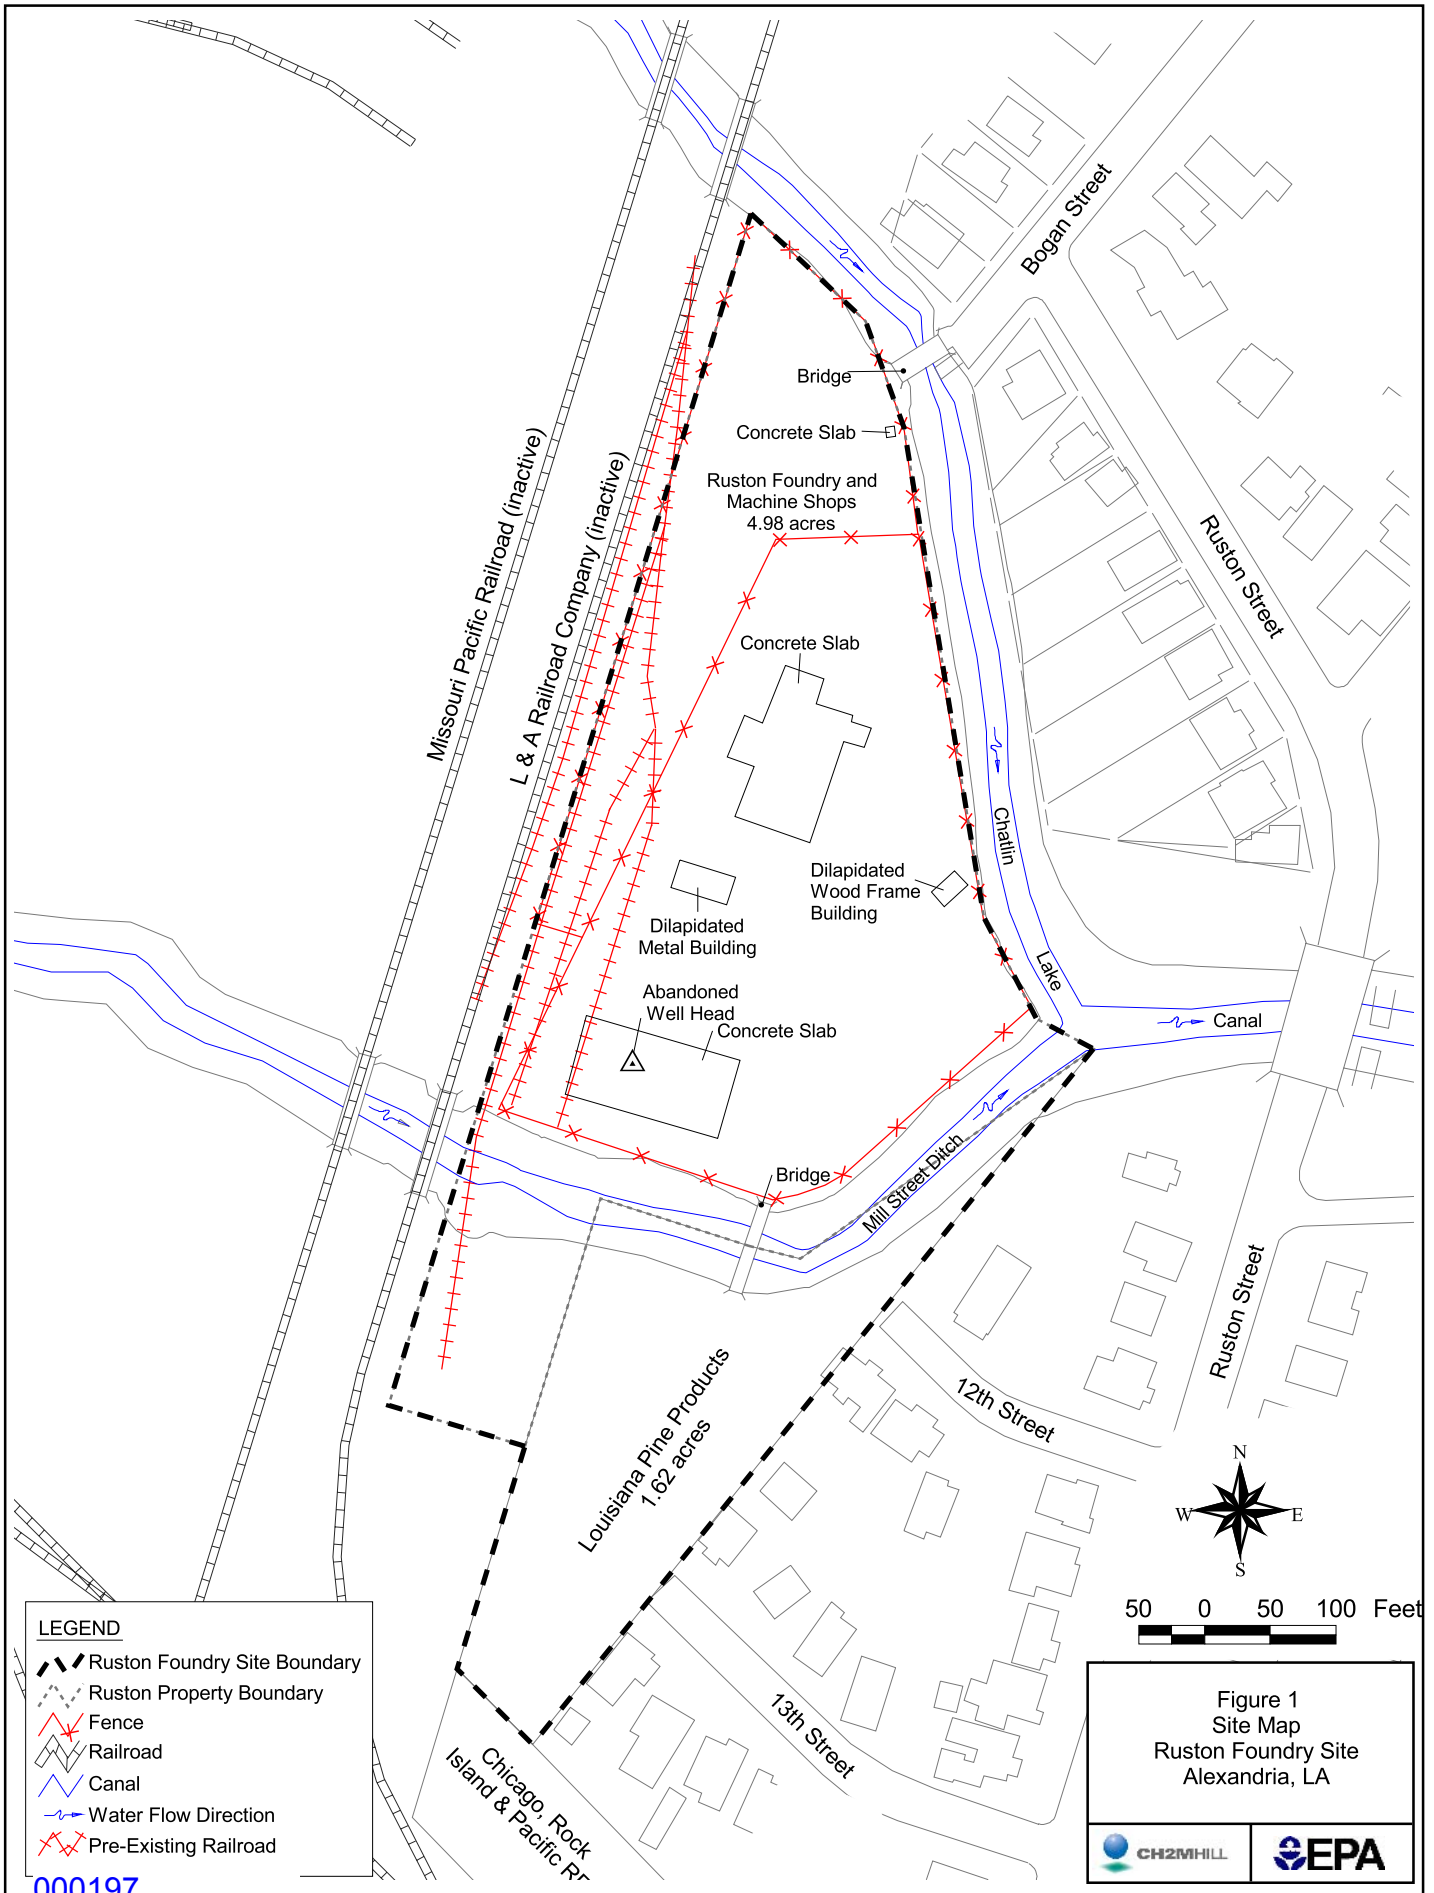 Bogan Street
Bridge
Concrete Slab
Ruston Foundry and
Machine Shops
4.98 acres
Missouri Pacific Railroad (inactive)
L & A Railroad Company (inactive)
Ruston Street
Concrete Slab
Chatlin
Dilapidated
Wood Frame
Building
Dilapidated
Metal Building
Lake
Abandoned
Well Head
Concrete Slab
Canal
Mill Street Ditch
Bridge
Ruston Street
Louisiana Pine Products
1.62 acres
12th Street
13th Street
Chicago, Rock
Island & Pacific
N
W
E
S
50 0 50 100 Feet
LEGEND
Ruston Foundry Site Boundary
Ruston Property Boundary
Fence
Railroad
Canal
Water Flow Direction
Pre-Existing Railroad
000197
Figure 1
Site Map
Ruston Foundry Site
Alexandria, LA
CH2MHILL
EPA